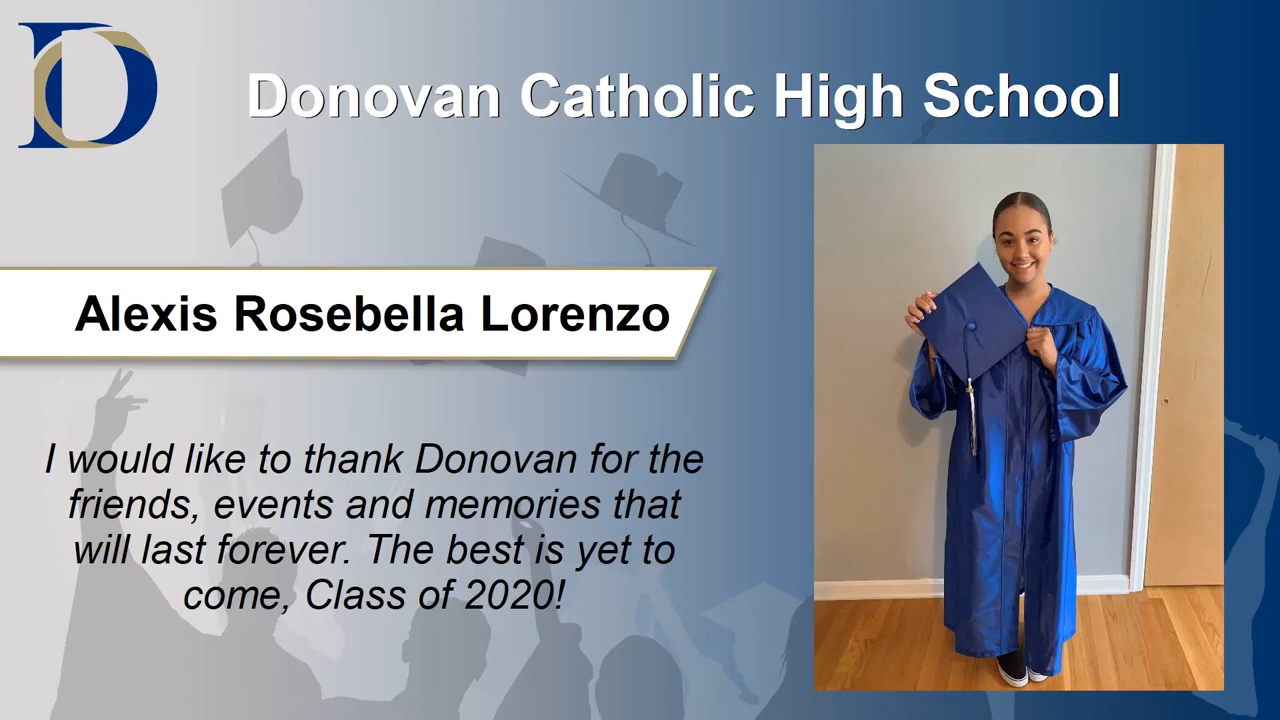 DC
Donovan Catholic High School
Alexis Rosebella Lorenzo
I would like to thank Donovan for the
friends, events and memories that
will last forever. The best is yet to
come, Class of 2020!